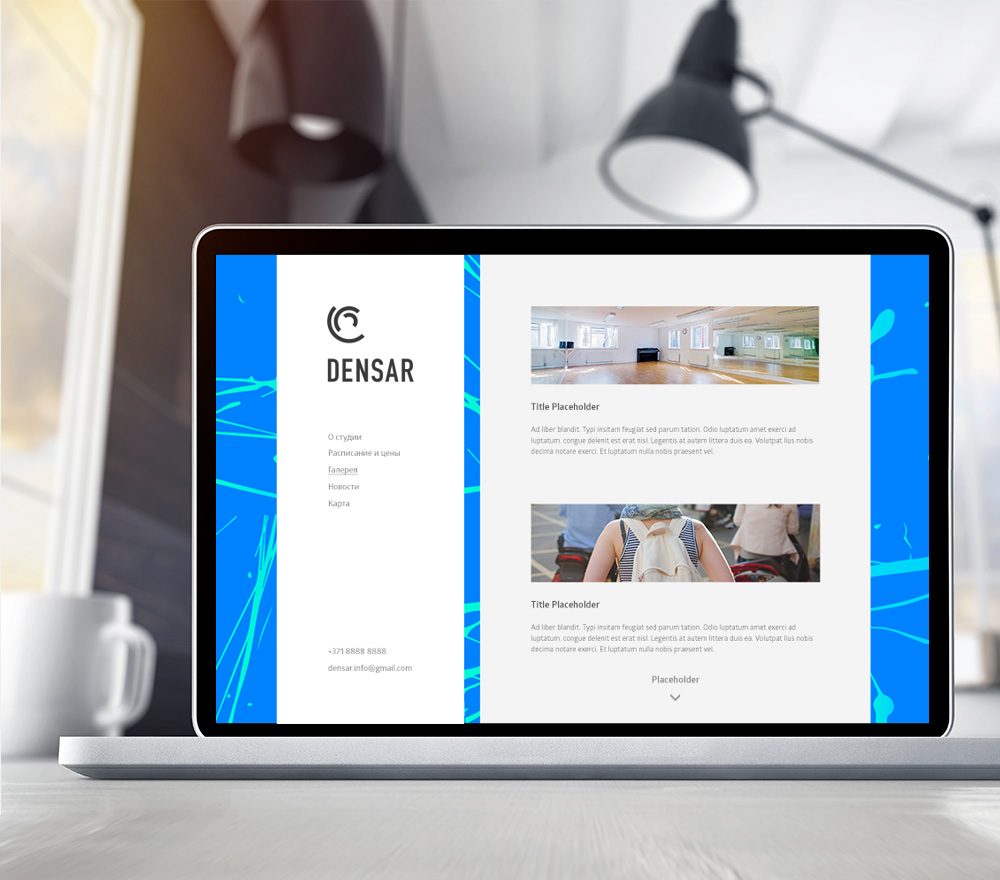 DENSAR
О студии
Расписание и цены
Галерея
Новости
Карта
+371 8888 8888
densar.info@gmail.com
Title Placeholder
Ad liber blandit. Typi insitam feugiat sed parum tation. Odio luptatum amet exerci ad
luptatum. congue delenit est erat nisl. Legentis at autem littera duis ea. Volutpat lius nobis
decima notare exerci. Et luptatum nulla nobis praesent vel.
Title Placeholder
Ad liber blandit. Typi insitam feugiat sed parum tation. Odio luptatum amet exerci ad
luptatum. congue delenit est erat nisl. Legentis at autem littera duis ea. Volutpat lius nobis
decima notare exerci. Et luptatum nulla nobis praesent vel.
Placeholder